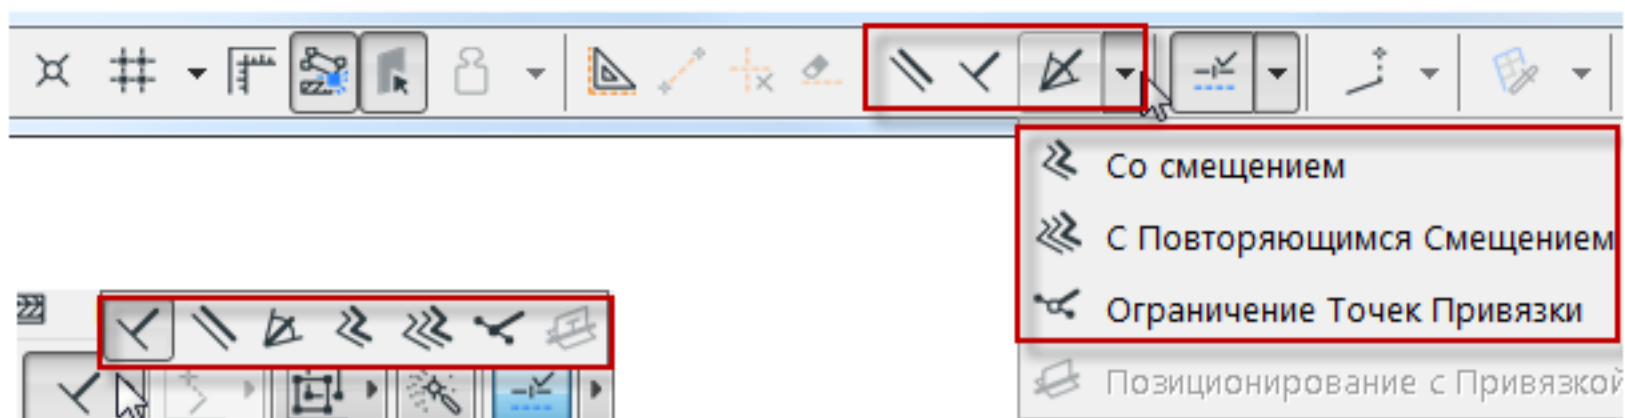 Со смещением
С Повторяющимся Смещением
Ограничение Точек Привязки
Позиционирование с Привязкой